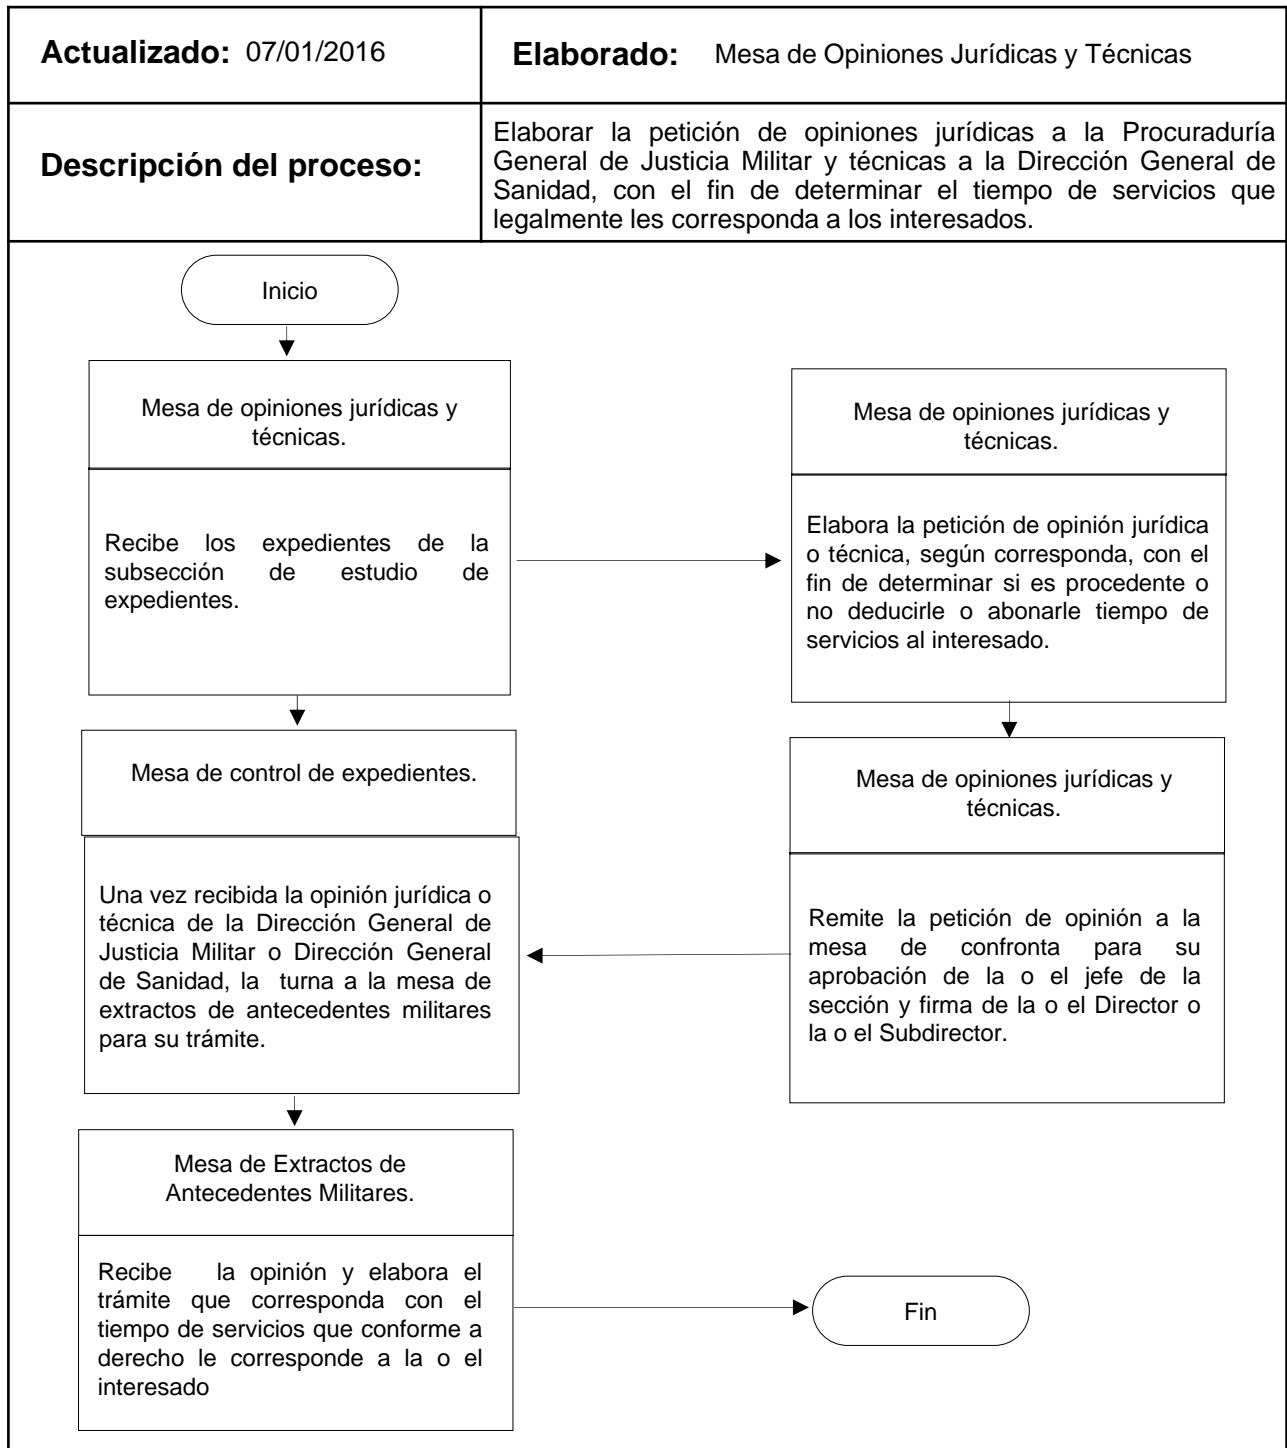 Actualizado: 07/01/2016
Elaborado: Mesa de Opiniones Jurídicas y Técnicas
Descripción del proceso:
Elaborar la petición de opiniones jurídicas a la Procuraduría
General de Justicia Militar y técnicas a la Dirección General de
Sanidad, con el fin de determinar el tiempo de servicios que
legalmente les corresponda a los interesados.
Inicio
Mesa de opiniones jurídicas y
técnicas.
Recibe los expedientes de la
subsección de estudio de
expedientes.
Mesa de opiniones jurídicas y
técnicas.
Elabora la petición de opinión jurídica
o técnica, según corresponda, con el
fin de determinar si es procedente o
no deducirle o abonarle tiempo de
servicios al interesado.
Mesa de opiniones jurídicas y
técnicas.
Remite la petición de opinión a la
mesa de confronta para su
aprobación de la o el jefe de la
sección y firma de la o el Director o
la o el Subdirector.
Mesa de control de expedientes.
Una vez recibida la opinión jurídica o
técnica de la Dirección General de
Justicia Militar o Dirección General
de Sanidad, la turna a la mesa de
extractos de antecedentes militares
para su trámite.
Mesa de Extractos de
Antecedentes Militares.
Recibe la opinión y elabora el
trámite que corresponda con el
tiempo de servicios que conforme a
derecho le corresponde a la o el
interesado
Fin